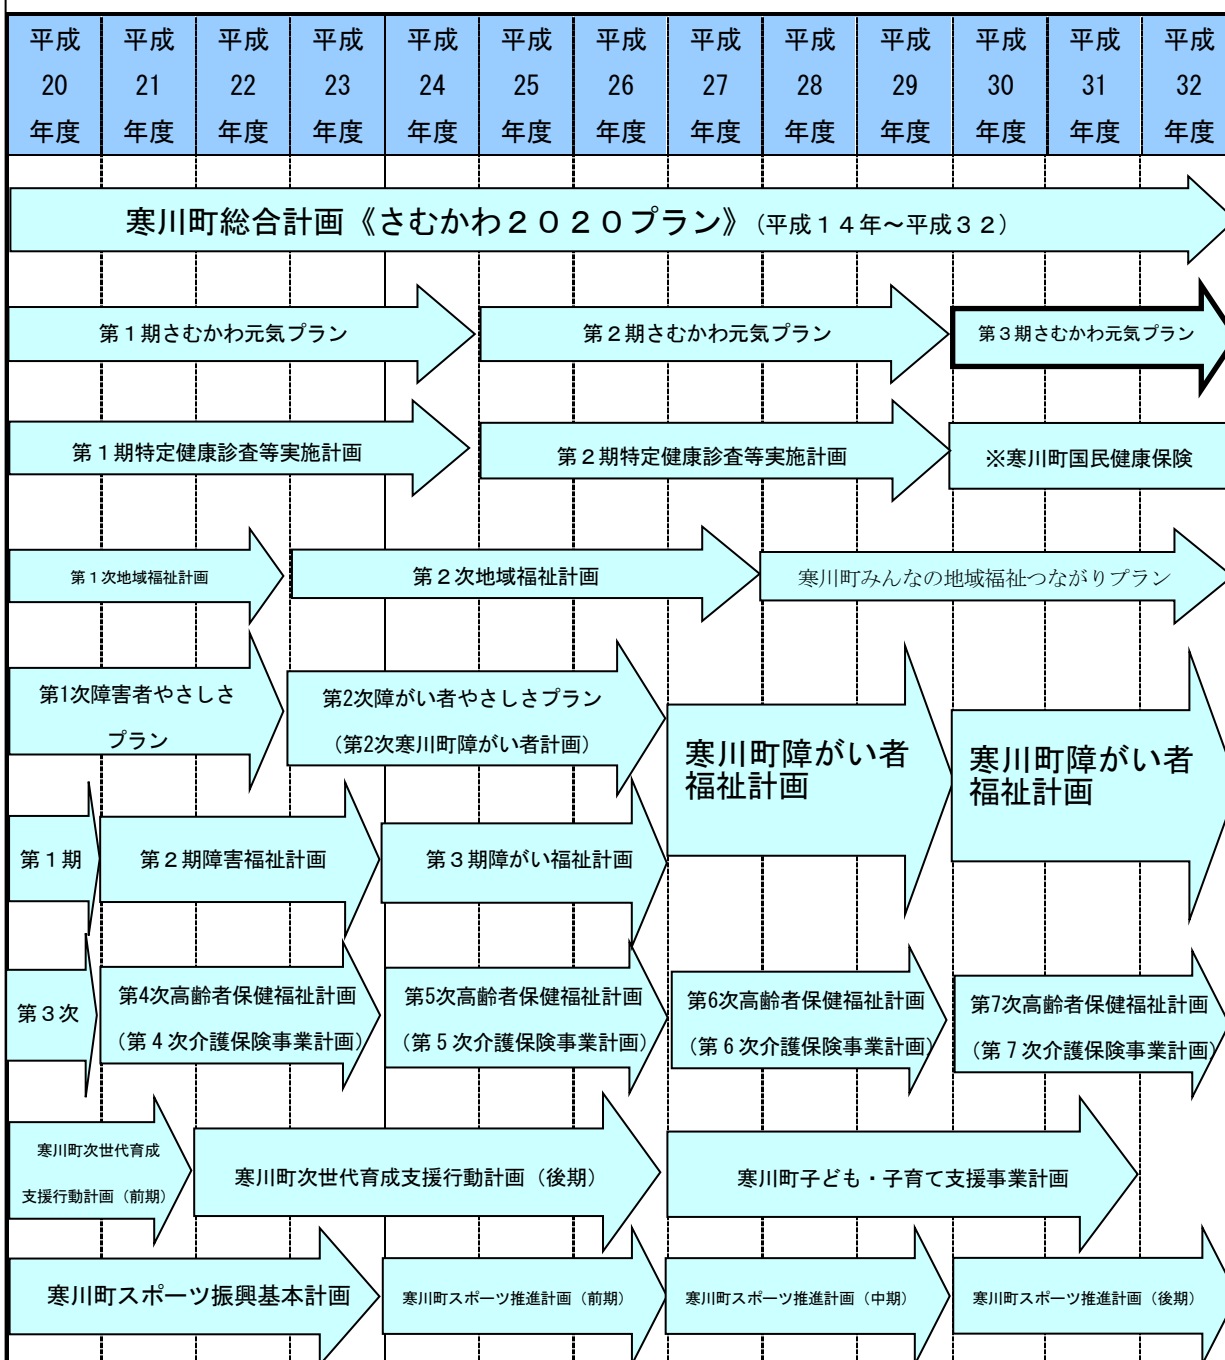 平成 平成 平成 平成 平成 平成 平成 平成 平成 平成 平成 平成 平成
20 21 22 23 24 25 26 27 28 29 30 31 32
年度 年度 年度 年度 年度 年度 年度 年度 年度 年度 年度 年度 年度
寒川町総合計画《さむかわ２０２０プラン》（平成１４年～平成３２）
第１期さむかわ元気プラン
第２期さむかわ元気プラン
第３期さむかわ元気プラン
第１期特定健康診査等実施計画
第２期特定健康診査等実施計画
※寒川町国民健康保険
第１次地域福祉計画
第２次地域福祉計画
寒川町みんなの地域福祉つながりプラン
第1次障害者やさしさ
プラン
第2次障がい者やさしさプラン
（第2次寒川町障がい者計画）
寒川町障がい者
福祉計画
寒川町障がい者
福祉計画
第１期
第２期障害福祉計画
第３期障がい福祉計画
第３次
第4次高齢者保健福祉計画
（第４次介護保険事業計画）
第5次高齢者保健福祉計画
（第５次介護保険事業計画）
第6次高齢者保健福祉計画
（第６次介護保険事業計画）
第7次高齢者保健福祉計画
（第７次介護保険事業計画）
寒川町次世代育成
支援行動計画（前期）
寒川町次世代育成支援行動計画（後期）
寒川町子ども・子育て支援事業計画
寒川町スポーツ振興基本計画
寒川町スポーツ推進計画（前期）
寒川町スポーツ推進計画（中期）
寒川町スポーツ推進計画（後期）